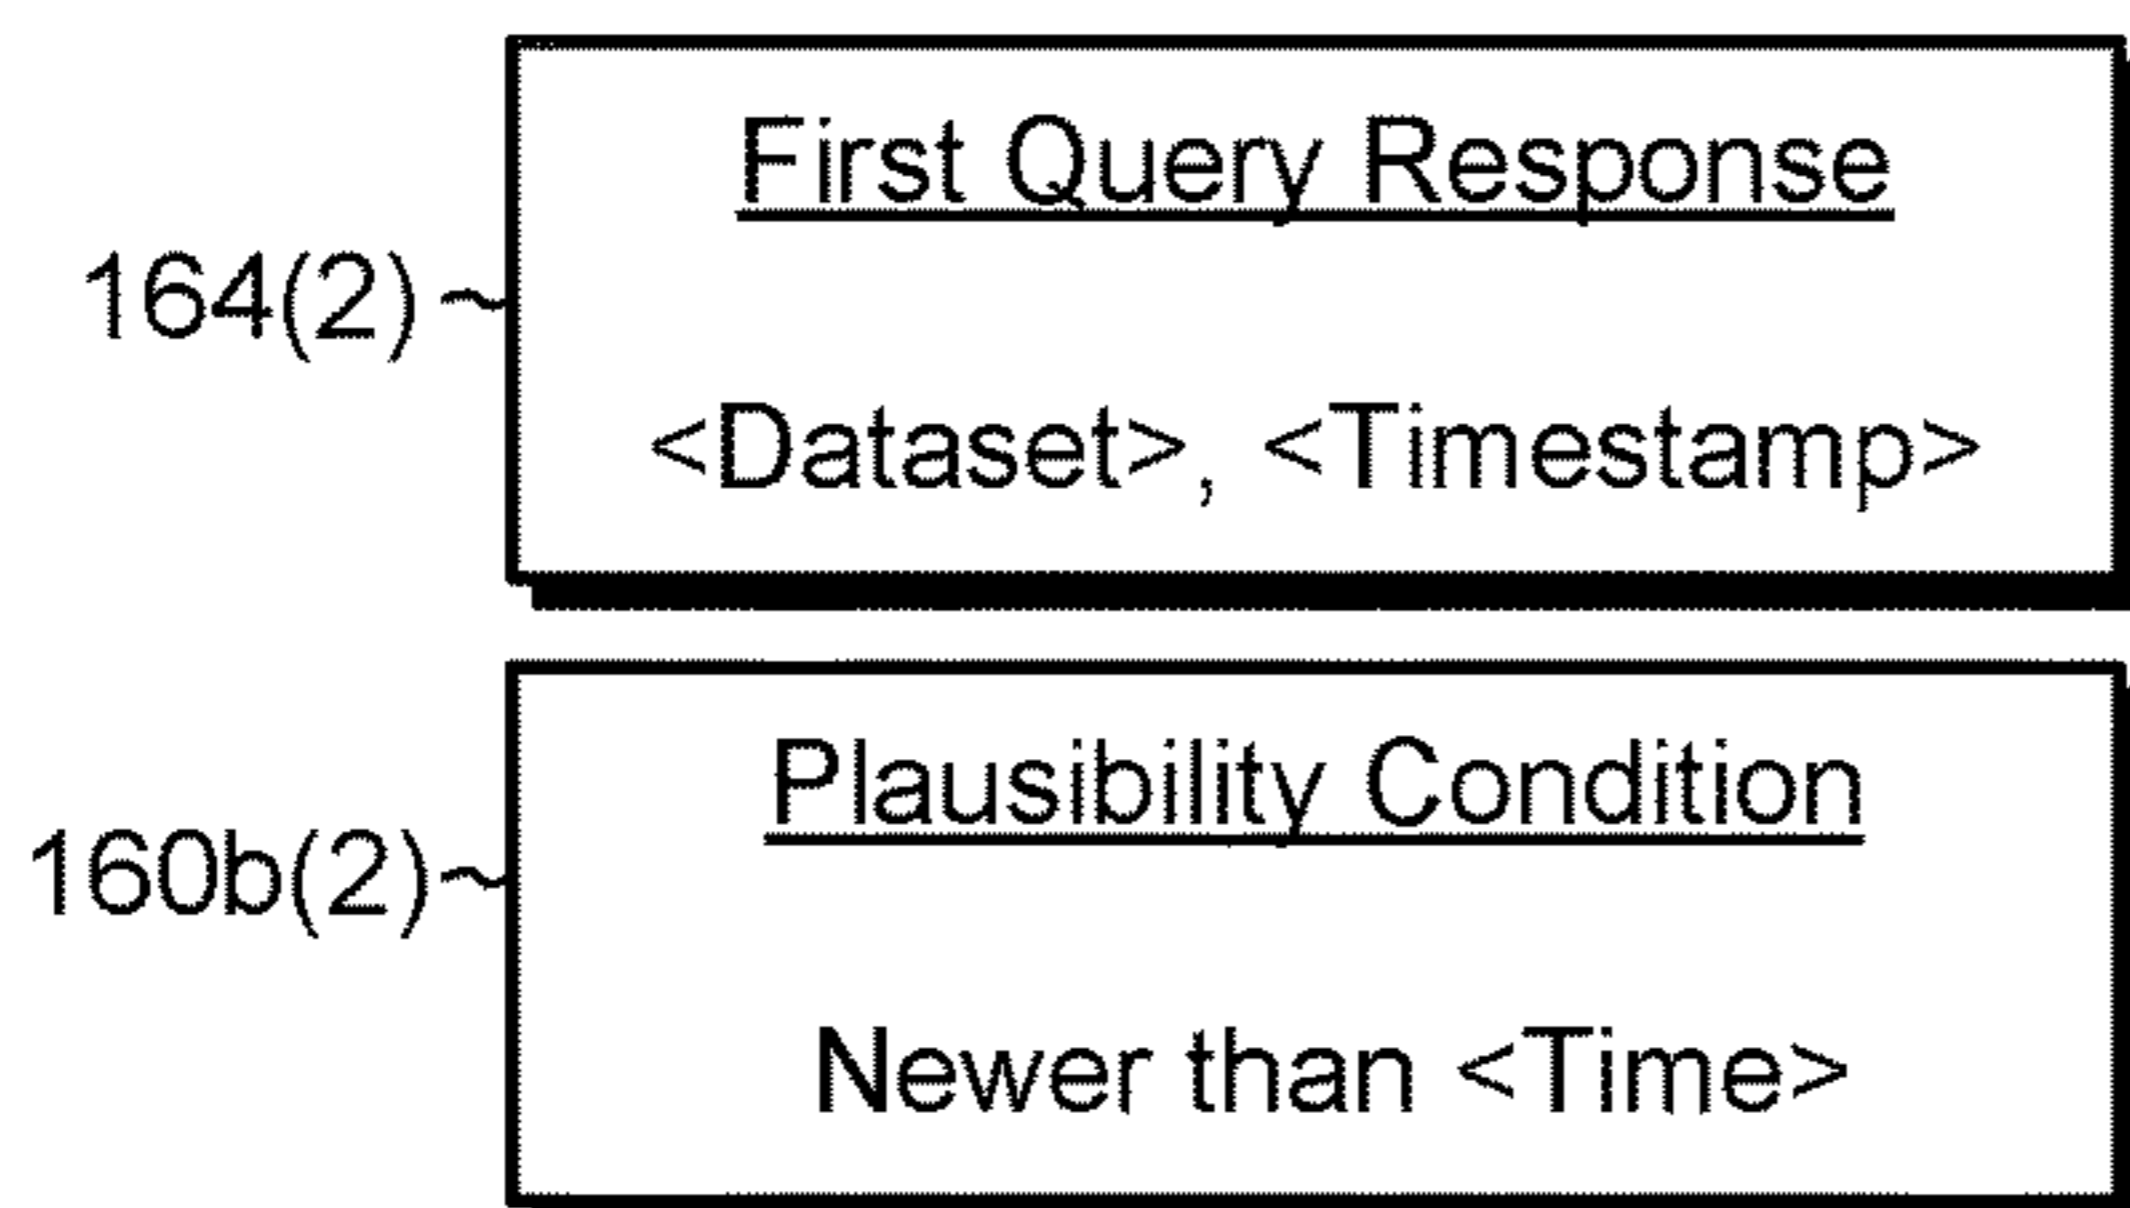 First Query Response
164(2)
<Dataset>, <Timestamp>
Plausibility Condition
160b(2)
Newer than <Time>